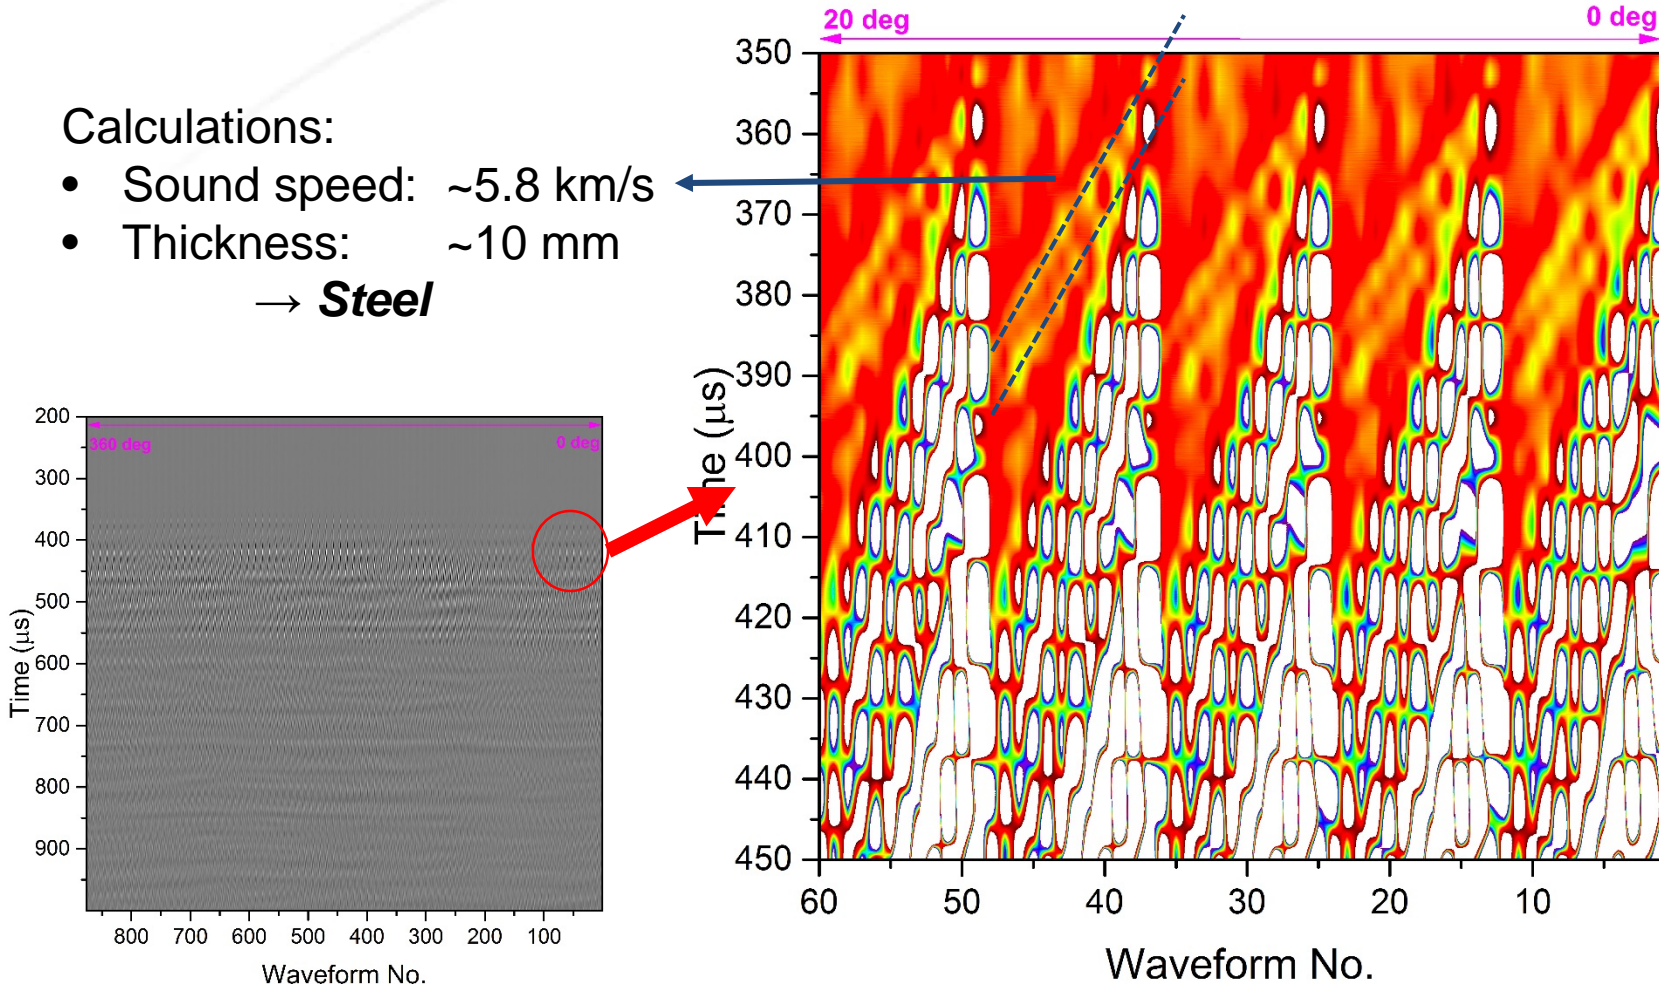 Calculations:
• Sound speed: ~5.8 km/s
• Thickness: ~10 mm
→ Steel
200
300
400
500
600
700
800
900
Time (µs)
360 deg
0 deg
800 700 600 500 400 300 200 100
Waveform No.
20 deg
0 deg
350
360
370
380
390
400
410
420
430
440
450
Time (µs)
60 50 40 30 20 10
Waveform No.